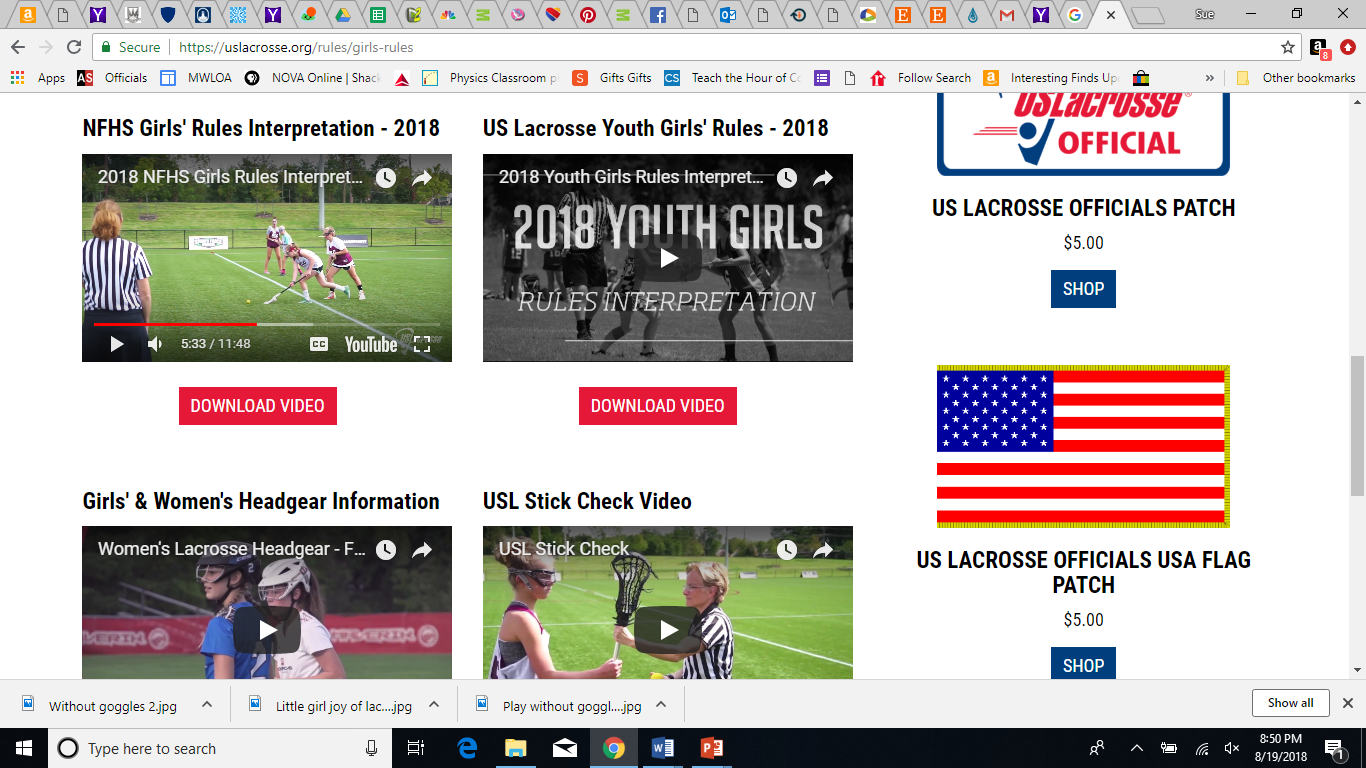 Sue
Secure | https://uslacrosse.org/rules/girls-rules
8
Apps
Officials
MWLOA
NOVA Online | Shack
Physics Classroom p
Gifts Gifts
Teach the Hour of Co
Follow Search
Interesting Finds Up
»
Other bookmarks
NFHS Girls' Rules Interpretation - 2018
2018 NFHS Girls Rules Interpret...
5:33 / 11:48
CC
YouTube
DOWNLOAD VIDEO
US Lacrosse Youth Girls' Rules - 2018
2018 Youth Girls Rules Interpret...
2018 YOUTH GIRLS
RULES INTERPRETATION
DOWNLOAD VIDEO
Girls' & Women's Headgear Information
Women's Lacrosse Headgear - F...
USL Stick Check Video
USL Stick Check
USLacrosse®
OFFICIAL
US LACROSSE OFFICIALS PATCH
$5.00
SHOP
US LACROSSE OFFICIALS USA FLAG
PATCH
$5.00
SHOP
Without goggles 2.jpg
Little girl joy of lac....jpg
Play without goggl....jpg
Show all
Type here to search
8:50 PM
8/19/2018
1